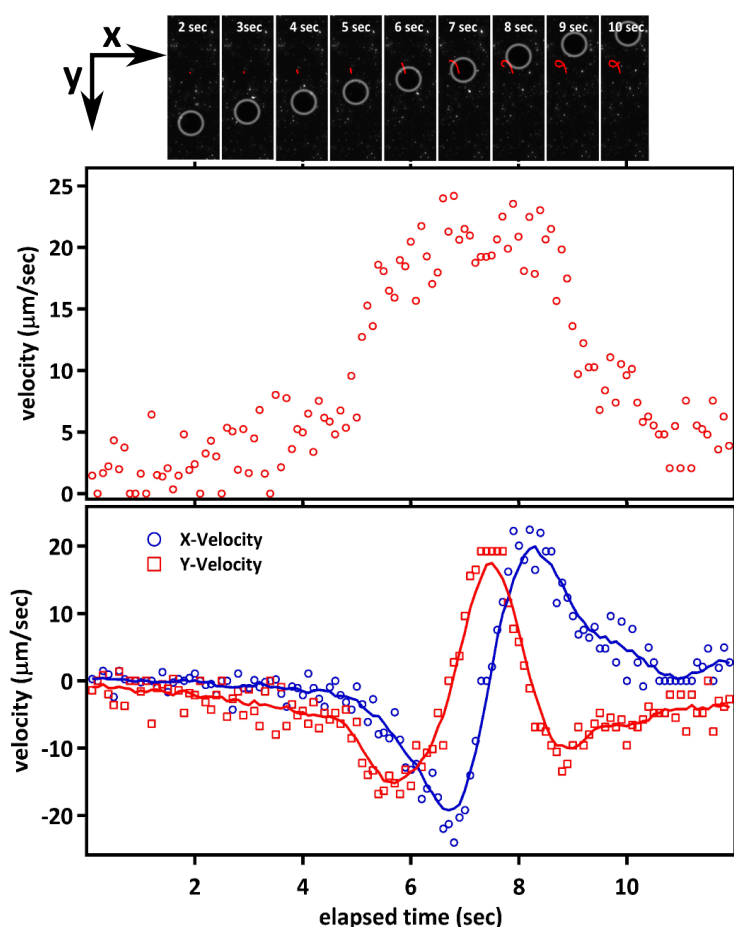 x
y
2 sec 3sec 4 sec 5 sec 6 sec 7 sec 8 sec 9 sec 10 sec
25
20
15
10
5
0
velocity (μm/sec)
X-Velocity
Y-Velocity
20
10
0
-10
-20
velocity (μm/sec)
2 4 6 8 10
elapsed time (sec)